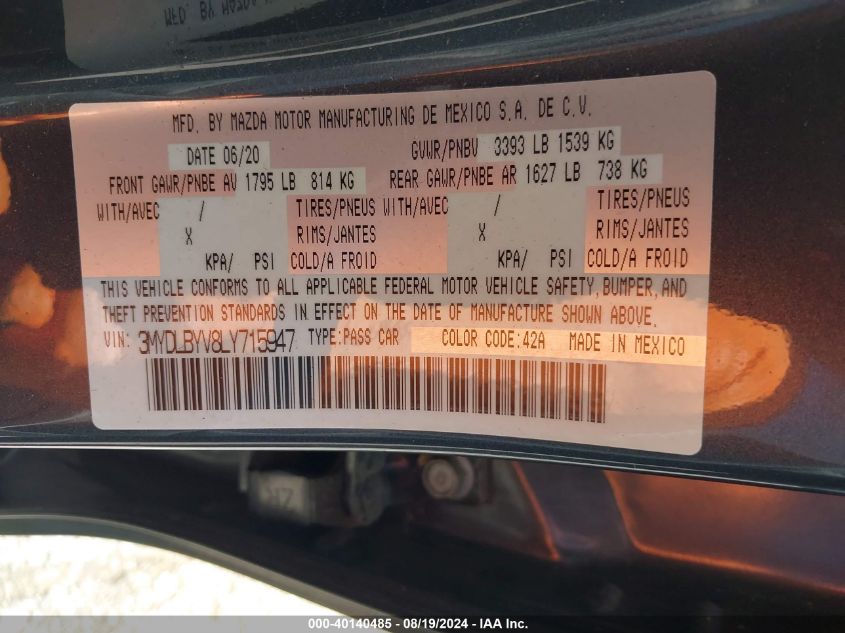 MFD. BY MAZDA MOTOR MANUFACTURING DE MEXICO S.A. DE C.V.
DATE 06/20 GVWR/PNBV 3393 LB 1539 KG
FRONT GAWR/PNBE AV 1795 LB 814 KG REAR GAWR/PNBE AR 1627 LB 738 KG
WITH/AVEC / TIRES/PNEUS WITH/AVEC / TIRES/PNEUS
X RIMS/JANTES X RIMS/JANTES
KPA/ PSI COLD/A FROID KPA/ PSI COLD/A FROID
THIS VEHICLE CONFORMS TO ALL APPLICABLE FEDERAL MOTOR VEHICLE SAFETY, BUMPER, AND
THEFT PREVENTION STANDARDS IN EFFECT ON THE DATE OF MANUFACTURE SHOWN ABOVE.
VIN: 3MYDLBYV8LY715947 TYPE:PASS CAR COLOR CODE:42A MADE IN MEXICO
000-40140485 - 08/19/2024 - IAA Inc.